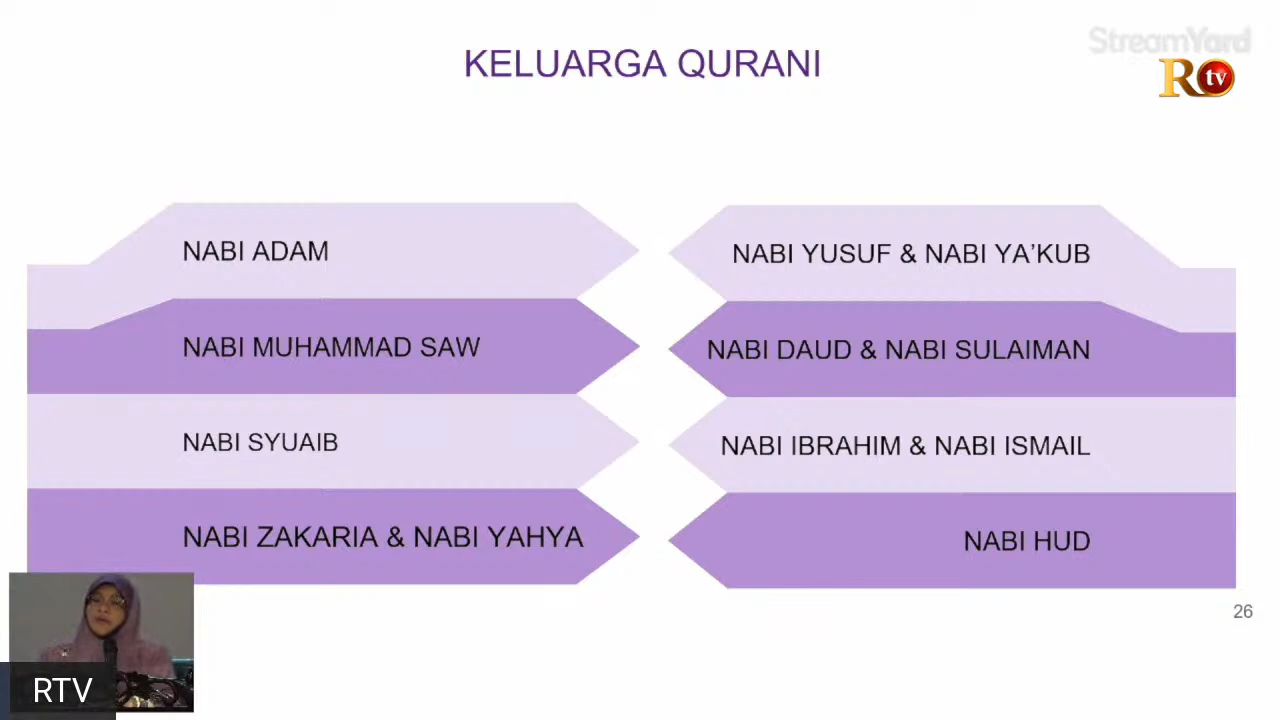 KELUARGA QURANI
StreamYard
R tv
NABI ADAM
NABI MUHAMMAD SAW
NABI SYUAIB
NABI ZAKARIA & NABI YAHYA
NABI YUSUF & NABI YA’KUB
NABI DAUD & NABI SULAIMAN
NABI IBRAHIM & NABI ISMAIL
NABI HUD
26
RTV